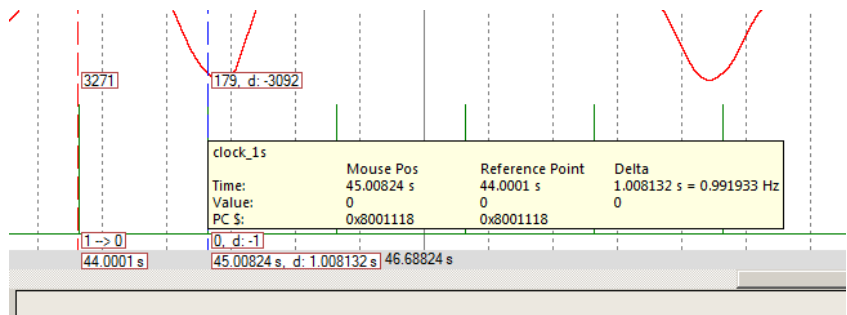 3271
179, d: -3092
clock_1s
Mouse Pos Reference Point Delta
Time: 45.00824 s 44.0001 s 1.008132 s = 0.991933 Hz
Value: 0 0 0
PC $: 0x8001118 0x8001118
1 --> 0
0, d: -1
44.0001 s
45.00824 s, d: 1.008132 s
46.68824 s